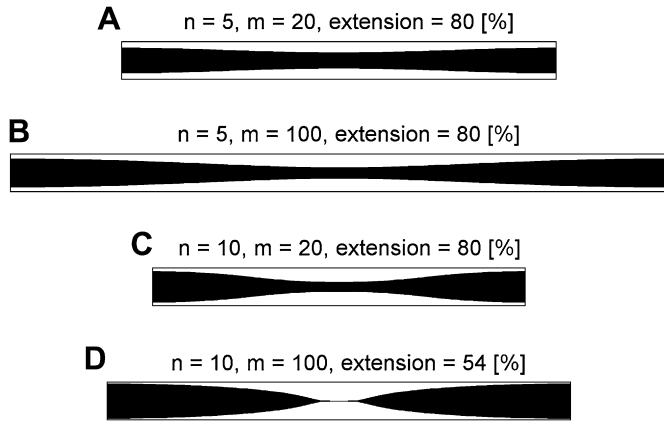 A n = 5, m = 20, extension = 80 [%]
B n = 5, m = 100, extension = 80 [%]
C n = 10, m = 20, extension = 80 [%]
D n = 10, m = 100, extension = 54 [%]